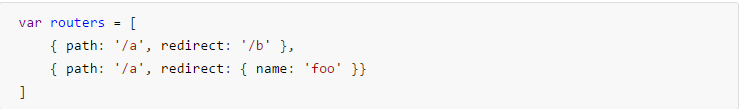 var routers = [
    { path: '/a', redirect: '/b' },
    { path: '/a', redirect: { name: 'foo' }}
]